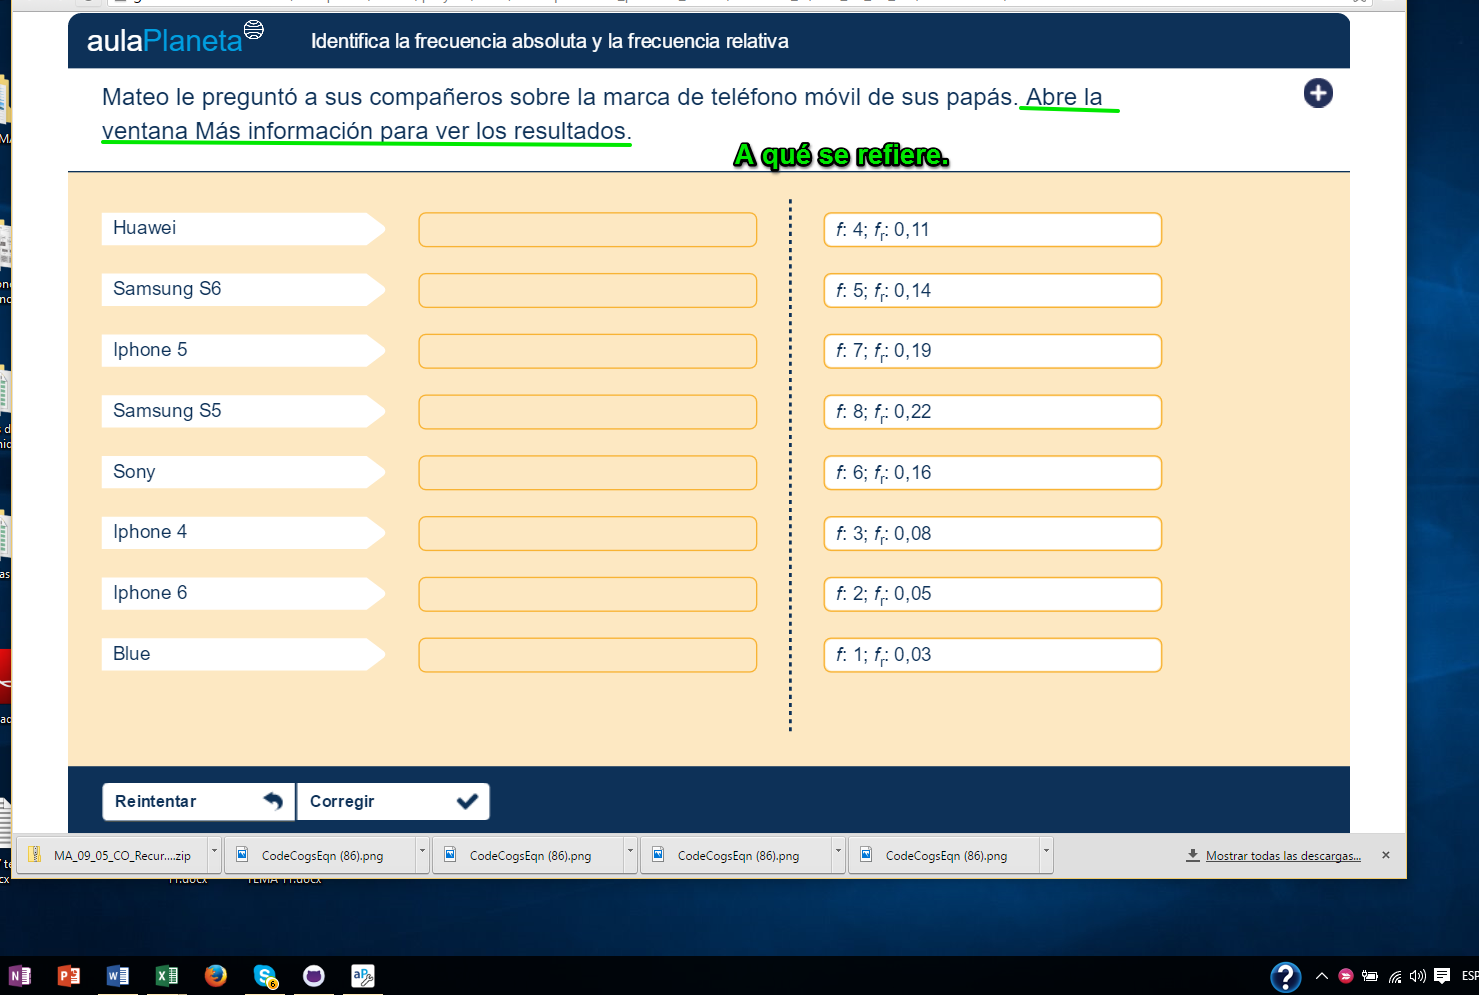 aulaPlaneta
Identifica la frecuencia absoluta y la frecuencia relativa
Mateo le preguntó a sus compañeros sobre la marca de teléfono móvil de sus papás. Abre la
ventana Más información para ver los resultados.
A qué se refiere.
Huawei
f: 4; fr: 0,11
Samsung S6
f: 5; fr: 0,14
Iphone 5
f: 7; fr: 0,19
Samsung S5
f: 8; fr: 0,22
Sony
f: 6; fr: 0,16
Iphone 4
f: 3; fr: 0,08
Iphone 6
f: 2; fr: 0,05
Blue
f: 1; fr: 0,03
Reintentar
Corregir
MA_09_05_CO_Recur....zip
CodeCogsEqn (86).png
CodeCogsEqn (86).png
CodeCogsEqn (86).png
CodeCogsEqn (86).png
Mostrar todas las descargas...
ESP